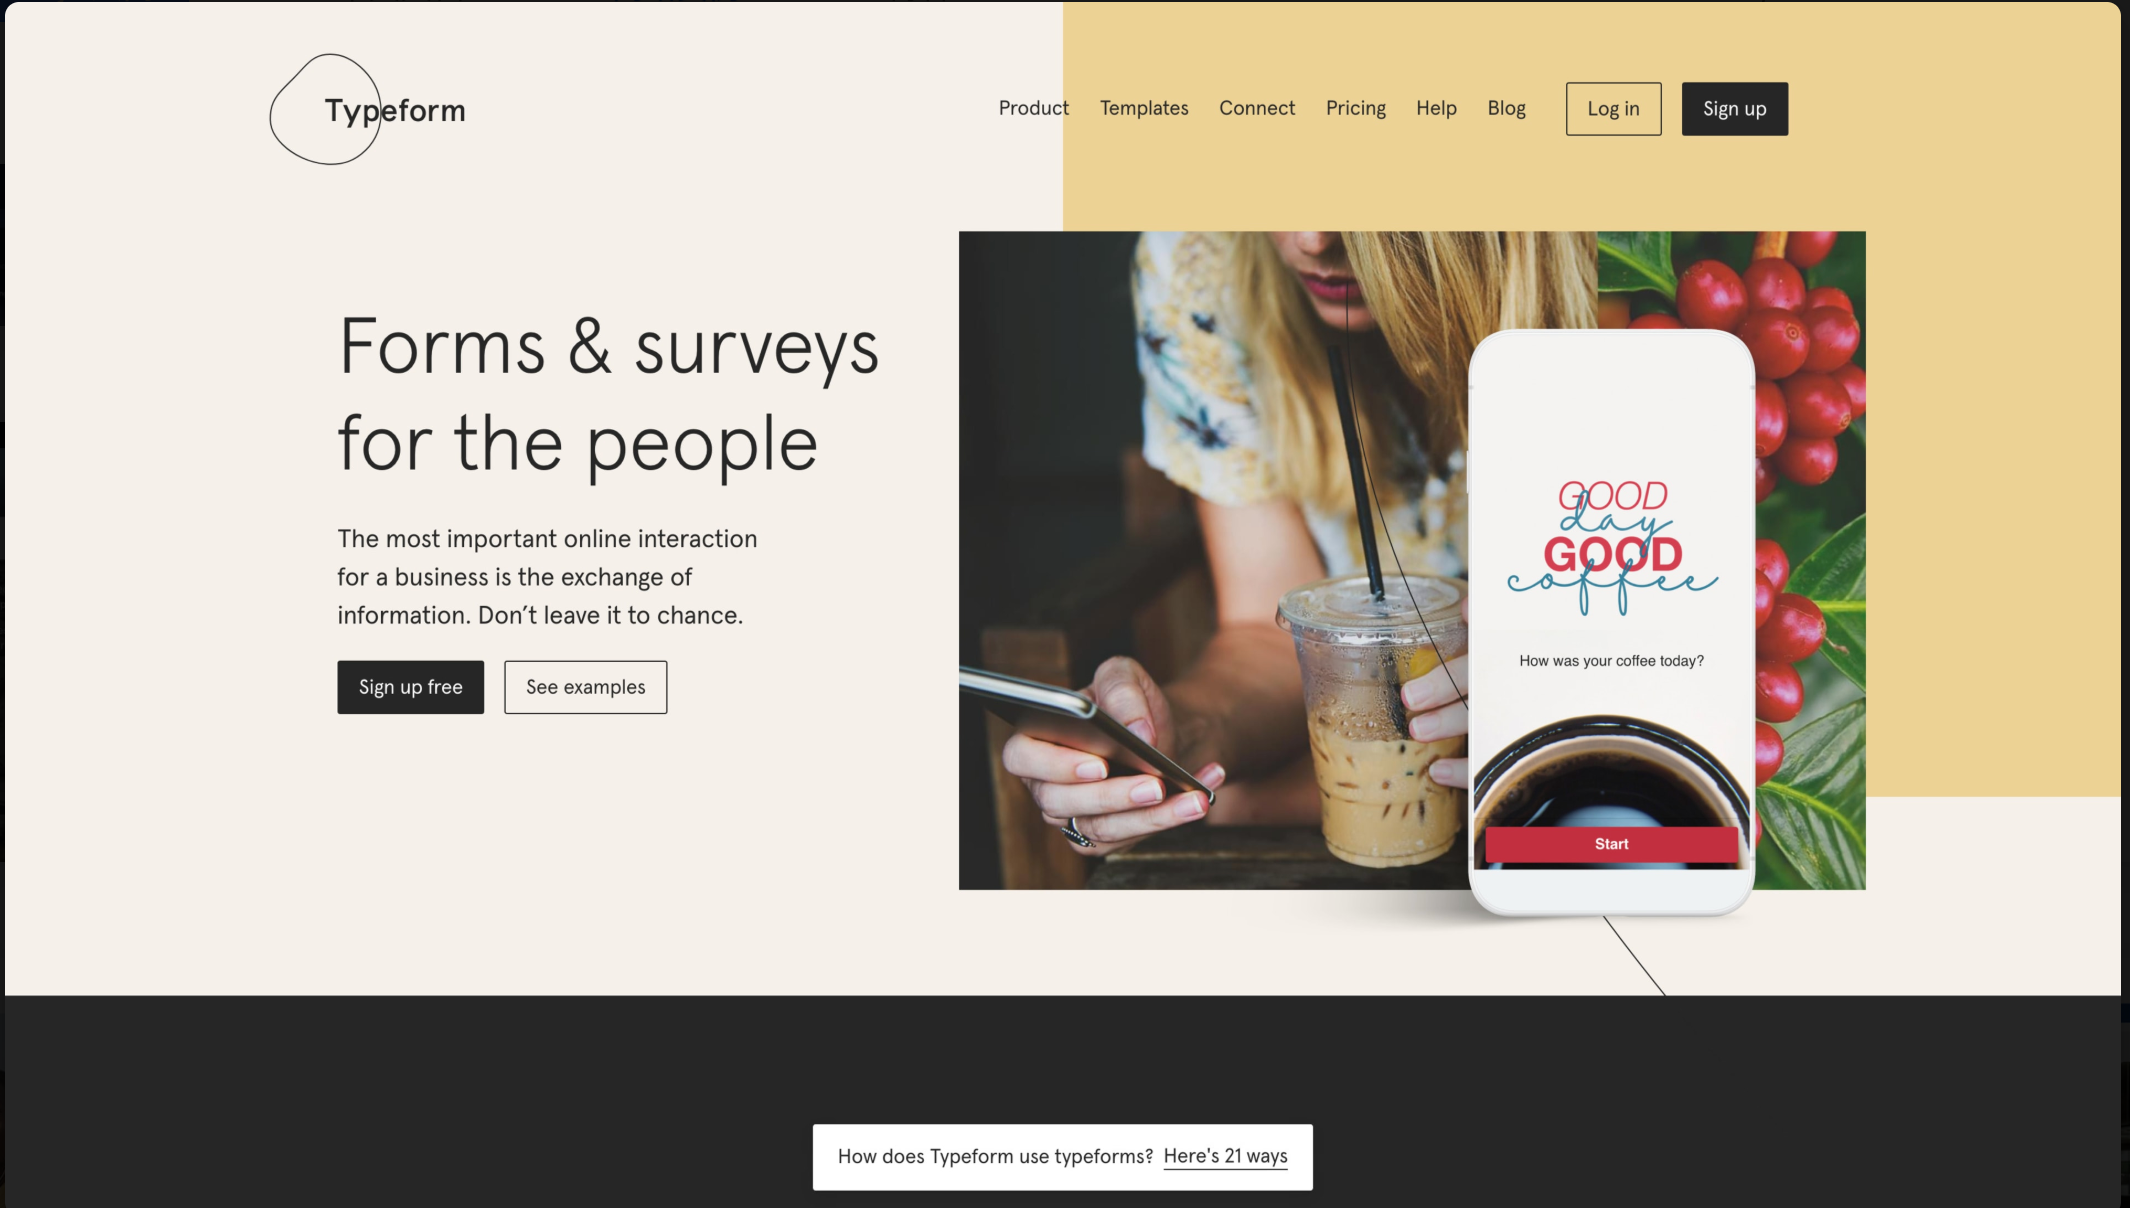 Typeform
Product Templates Connect Pricing Help Blog Log in Sign up
Forms & surveys
for the people
The most important online interaction
for a business is the exchange of
information. Don’t leave it to chance.
Sign up free See examples
GOOD
day
GOOD
coffee
How was your coffee today?
Start
How does Typeform use typeforms? Here's 21 ways